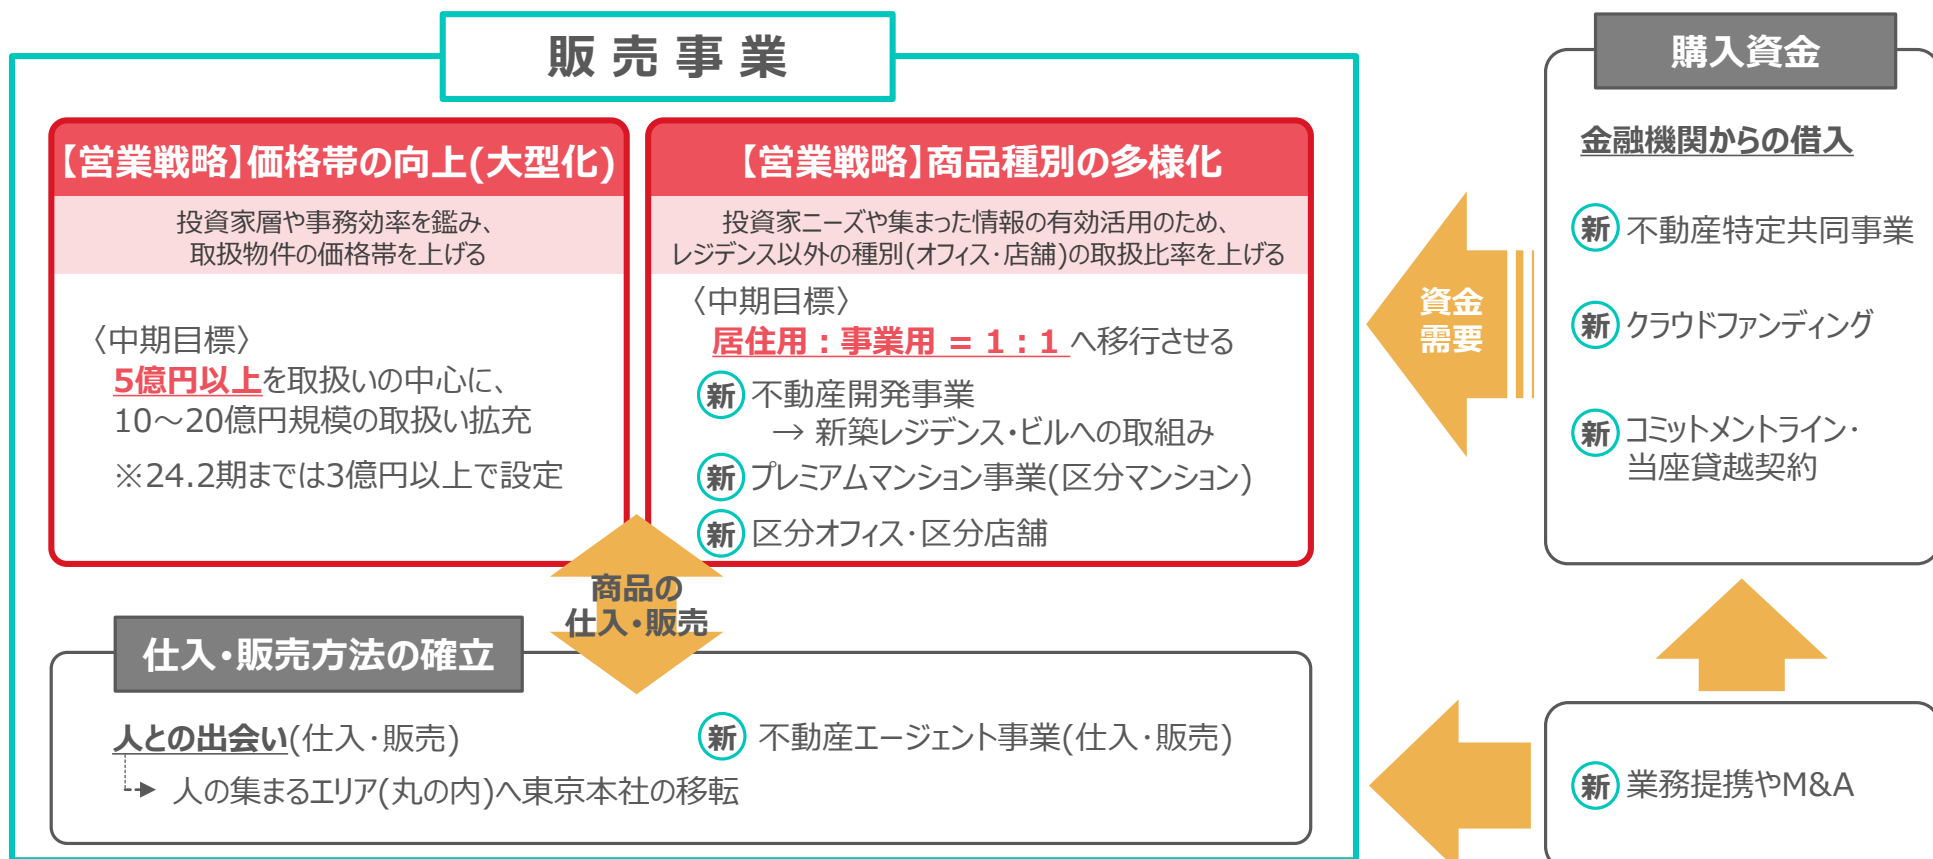 販売事業
【営業戦略】価格帯の向上(大型化)
投資家層や事務効率を鑑み、
取扱物件の価格帯を上げる
〈中期目標〉
5億円以上を取扱いの中心に、
10～20億円規模の取扱い拡充
※24.2期までは3億円以上で設定
【営業戦略】商品種別の多様化
投資家ニーズや集まった情報の有効活用のため、
レジデンス以外の種別(オフィス・店舗)の取扱比率を上げる
〈中期目標〉
居住用：事業用 = 1：1 へ移行させる
新 不動産開発事業
→ 新築レジデンス・ビルへの取組み
新 プレミアムマンション事業(区分マンション)
新 区分オフィス・区分店舗
商品の
仕入・販売
仕入・販売方法の確立
人との出会い(仕入・販売)
人の集まるエリア(丸の内)へ東京本社の移転
新 不動産エージェント事業(仕入・販売)
資金
需要
購入資金
金融機関からの借入
新 不動産特定共同事業
新 クラウドファンディング
新 コミットメントライン・
当座貸越契約
新 業務提携やM&A